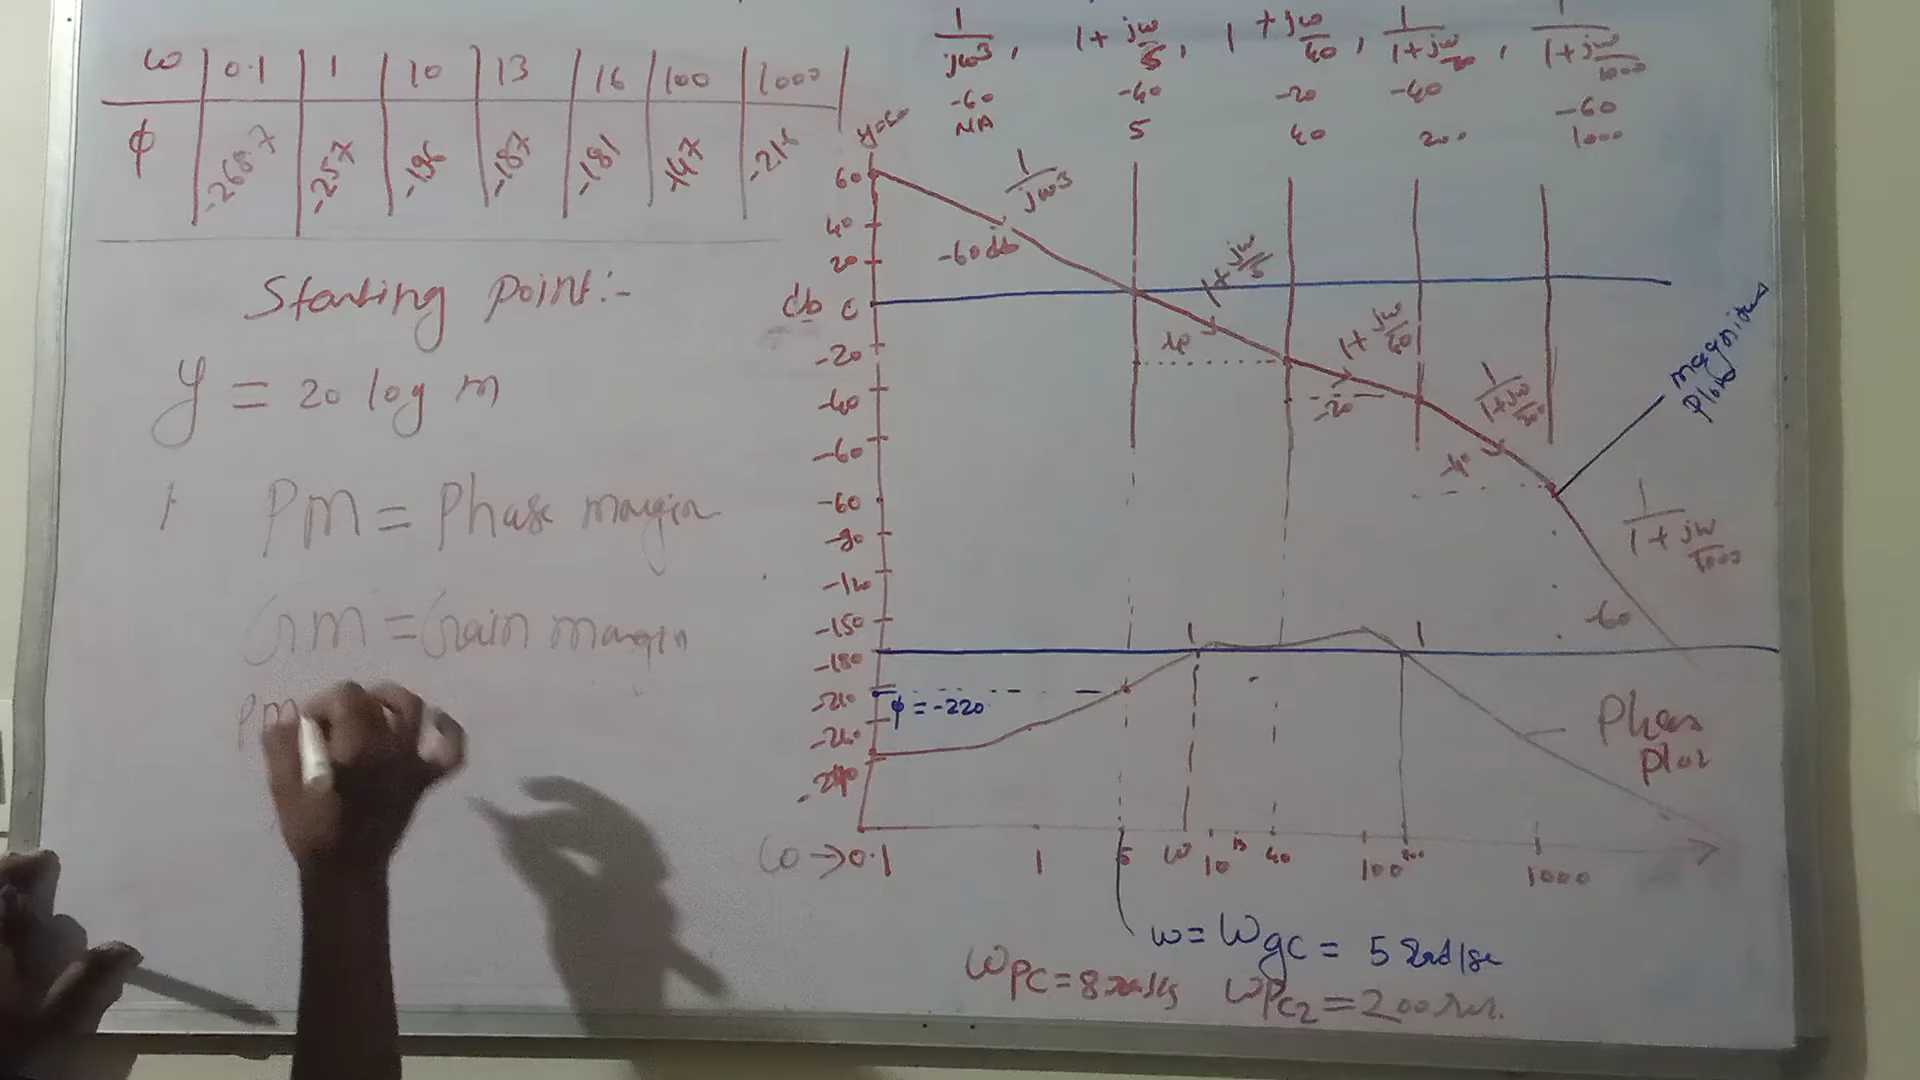 ω 0.1 1 10 13 16 100 1000
ϕ -268.7 -257 -196 -187 -181 -147 -216
Starting point:-
y = 20 log m
PM = Phase margin
GM = Gain margin
PM
1/jω3, 1+jω/5, 1+jω/40, 1/1+jω/200, 1/1+jω/1000
-60 -40 -20 -40 -60
NA 5 40 200 1000
y=60
60
40
20
db 0
-20
-40
-60
-60
-80
-120
-150
-180
-210
-240
-270
1/jω3
-60db
1+jω/5
40
1+jω/40
-20
40
magnitude
plot
1/1+jω/1000
-60
ϕ = -220
1 1
Phase
plot
ω → 0.1 1 5 ω 10 13 40 100 200 1000
ω = ωgc = 5 rad/se
ωPC = 8 rad/s ωPC2 = 200 r